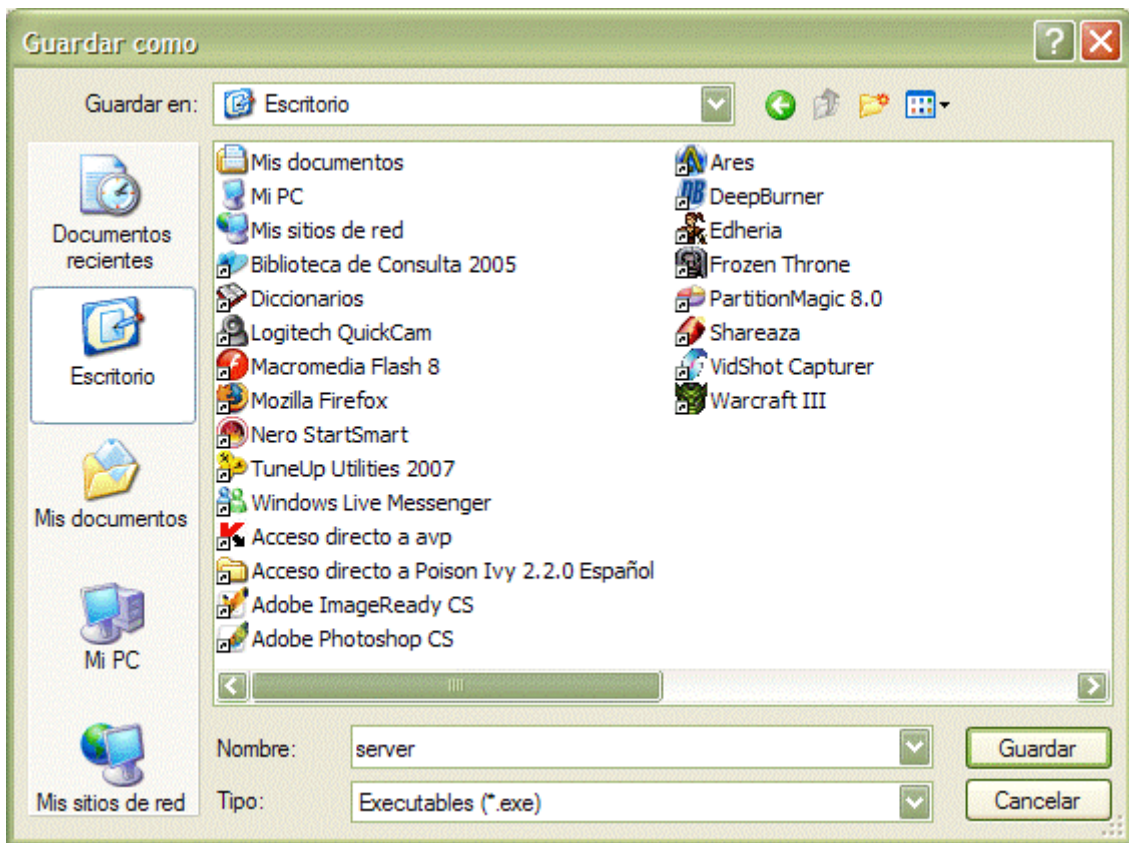 Guardar como
Guardar en:
Escritorio
Documentos
recientes
Escritorio
Mis documentos
Mi PC
Mis sitios de red
Mis documentos
Mi PC
Mis sitios de red
Biblioteca de Consulta 2005
Diccionarios
Logitech QuickCam
Macromedia Flash 8
Mozilla Firefox
Nero StartSmart
TuneUp Utilities 2007
Windows Live Messenger
Acceso directo a avp
Acceso directo a Poison Ivy 2.2.0 Español
Adobe ImageReady CS
Adobe Photoshop CS
Ares
DeepBurner
Edheria
Frozen Throne
PartitionMagic 8.0
Shareaza
VidShot Capturer
Warcraft III
Nombre:
server
Guardar
Tipo:
Executables (*.exe)
Cancelar